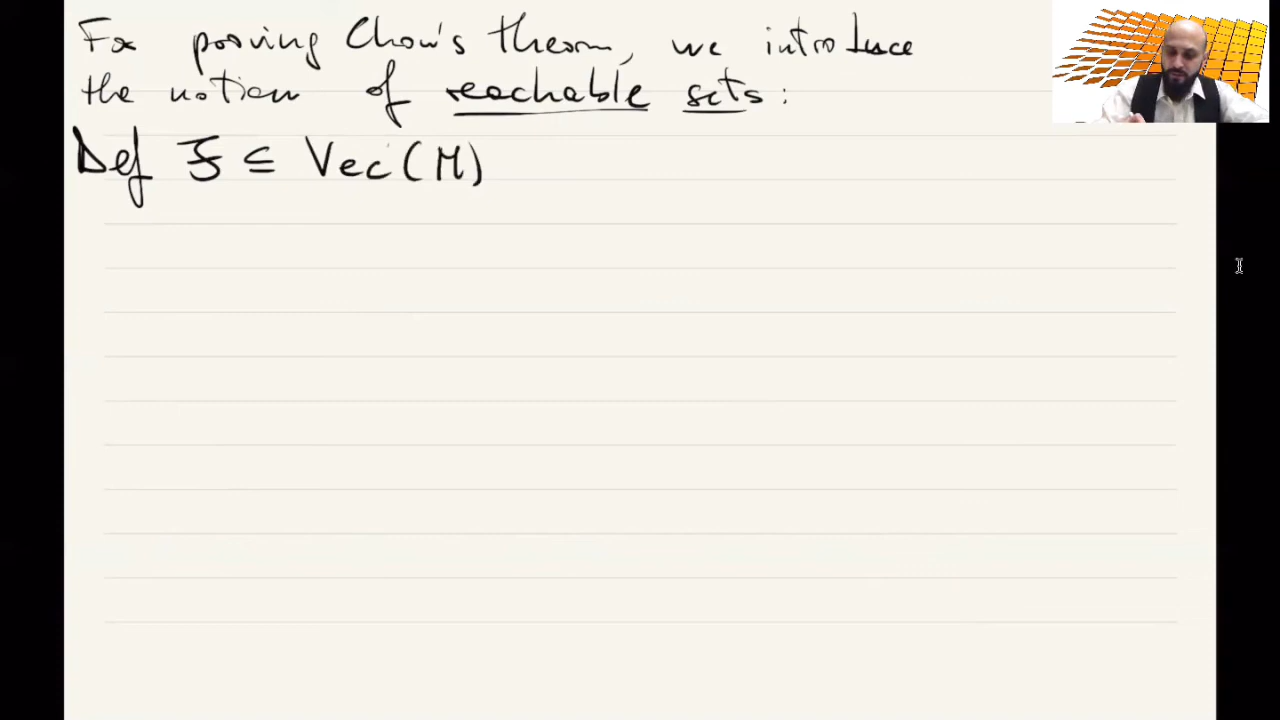 For proving Chow's theorem, we introduce
the notion of reachable sets:
Def ℱ ⊆ Vec(M)